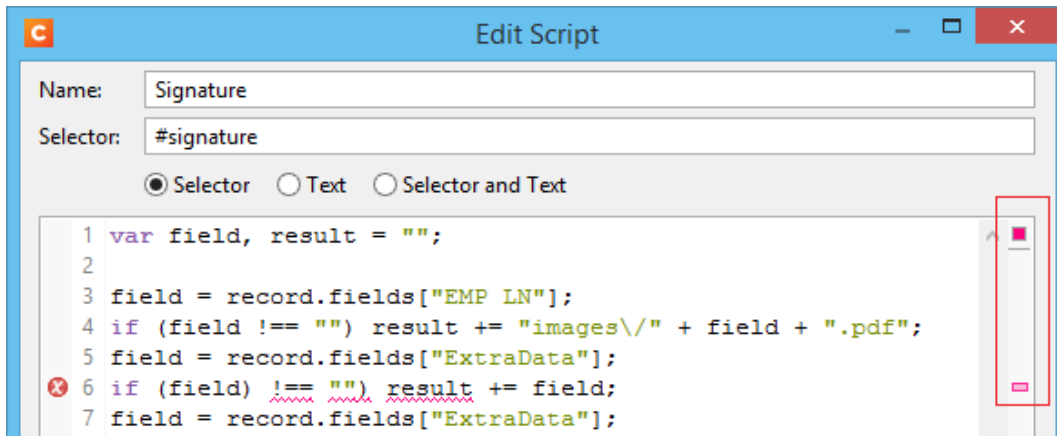 C
Edit Script
Name: Signature
Selector: #signature
Selector Text Selector and Text
1 var field, result = "";
2
3 field = record.fields["EMP LN"];
4 if (field !== "") result += "images\/" + field + ".pdf";
5 field = record.fields["ExtraData"];
6 if (field) !== "") result += field;
7 field = record.fields["ExtraData"];